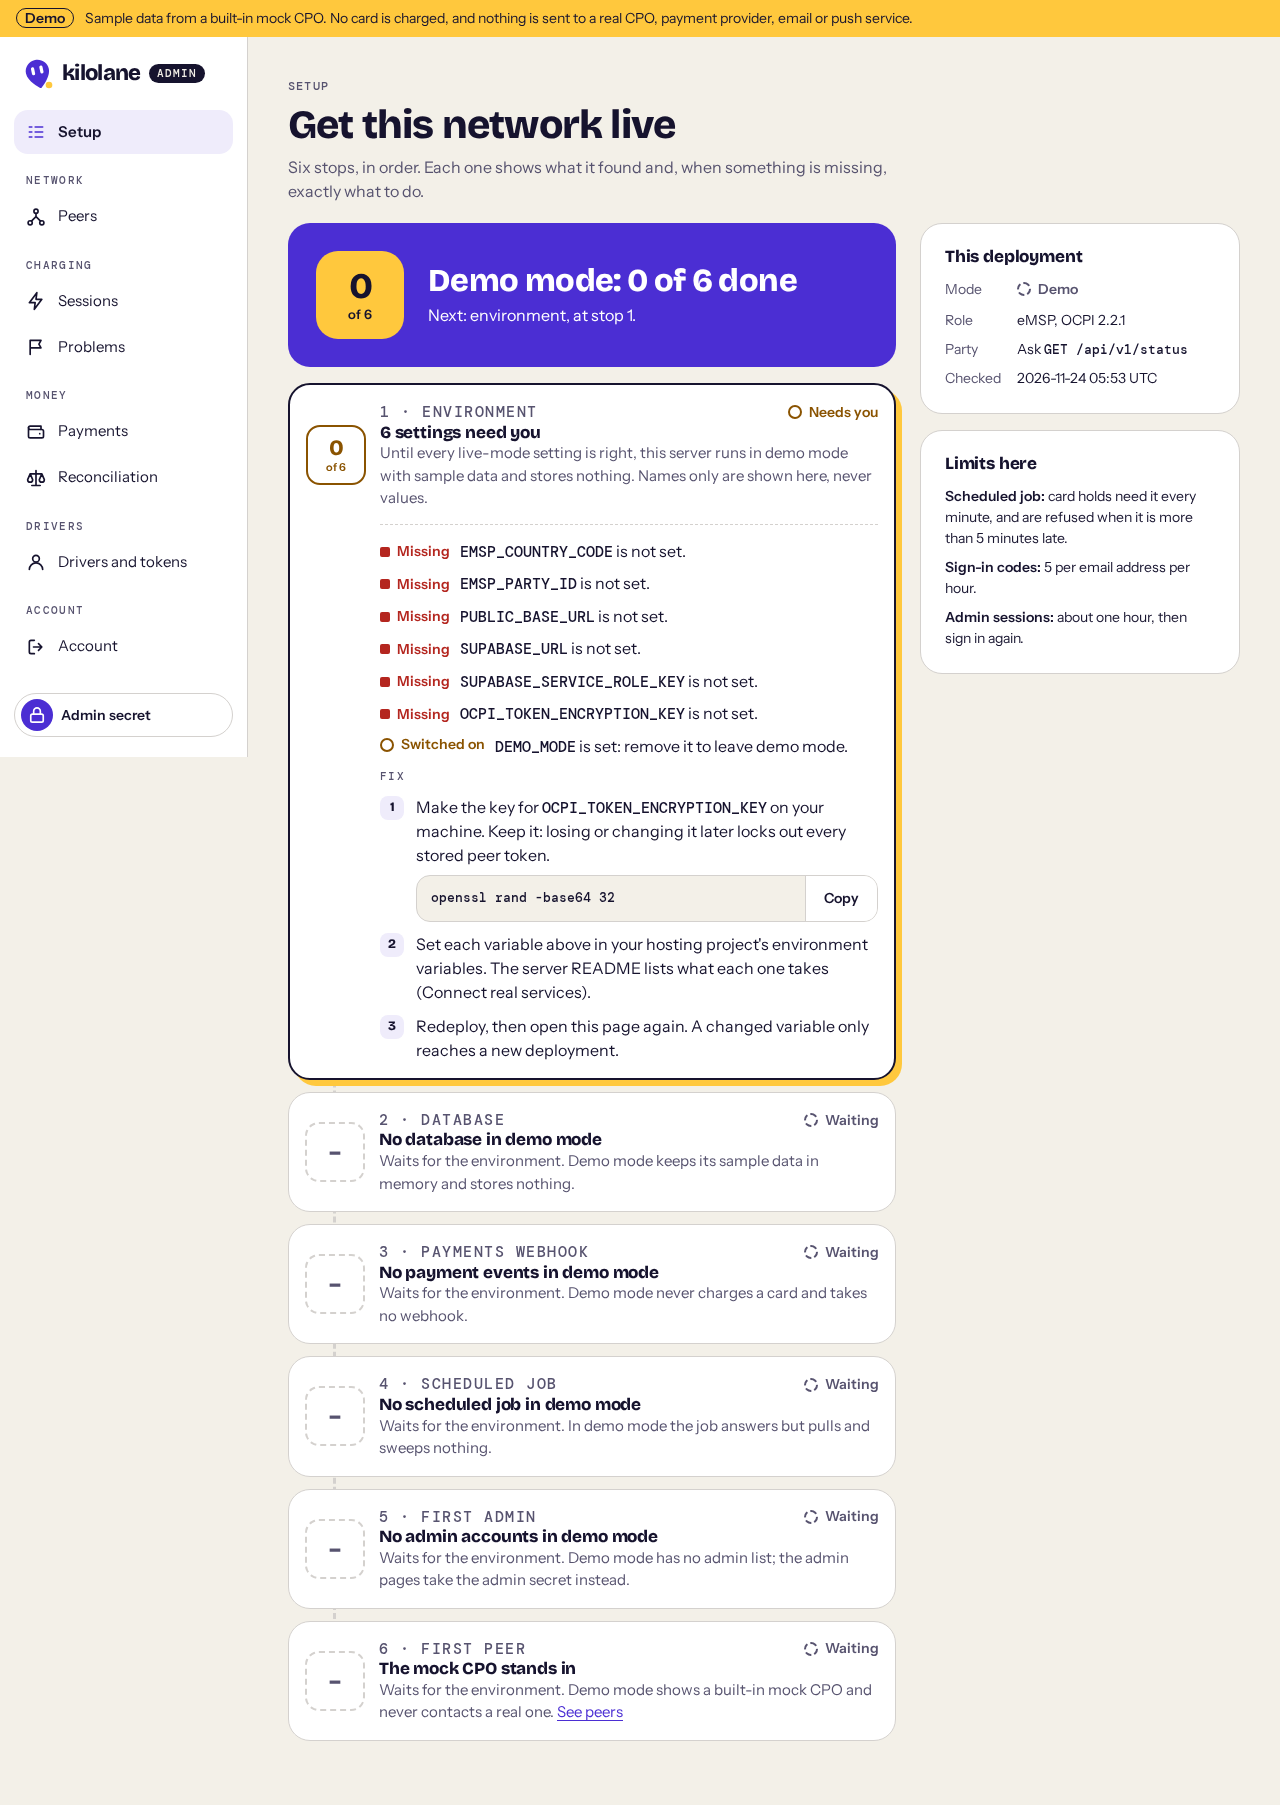 Demo Sample data from a built-in mock CPO. No card is charged, and nothing is sent to a real CPO, payment provider, email or push service.
kilolane ADMIN
Setup
NETWORK
Peers
CHARGING
Sessions
Problems
MONEY
Payments
Reconciliation
DRIVERS
Drivers and tokens
ACCOUNT
Account
Admin secret
SETUP
Get this network live
Six stops, in order. Each one shows what it found and, when something is missing,
exactly what to do.
0
of 6
Demo mode: 0 of 6 done
Next: environment, at stop 1.
1 · ENVIRONMENT
Needs you
0
of 6
6 settings need you
Until every live-mode setting is right, this server runs in demo mode
with sample data and stores nothing. Names only are shown here, never
values.
Missing EMSP_COUNTRY_CODE is not set.
Missing EMSP_PARTY_ID is not set.
Missing PUBLIC_BASE_URL is not set.
Missing SUPABASE_URL is not set.
Missing SUPABASE_SERVICE_ROLE_KEY is not set.
Missing OCPI_TOKEN_ENCRYPTION_KEY is not set.
Switched on DEMO_MODE is set: remove it to leave demo mode.
FIX
1 Make the key for OCPI_TOKEN_ENCRYPTION_KEY on your
machine. Keep it: losing or changing it later locks out every
stored peer token.
openssl rand -base64 32 Copy
2 Set each variable above in your hosting project's environment
variables. The server README lists what each one takes
(Connect real services).
3 Redeploy, then open this page again. A changed variable only
reaches a new deployment.
2 · DATABASE
Waiting
–
No database in demo mode
Waits for the environment. Demo mode keeps its sample data in
memory and stores nothing.
3 · PAYMENTS WEBHOOK
Waiting
–
No payment events in demo mode
Waits for the environment. Demo mode never charges a card and takes
no webhook.
4 · SCHEDULED JOB
Waiting
–
No scheduled job in demo mode
Waits for the environment. In demo mode the job answers but pulls and
sweeps nothing.
5 · FIRST ADMIN
Waiting
–
No admin accounts in demo mode
Waits for the environment. Demo mode has no admin list; the admin
pages take the admin secret instead.
6 · FIRST PEER
Waiting
–
The mock CPO stands in
Waits for the environment. Demo mode shows a built-in mock CPO and
never contacts a real one. See peers
This deployment
Mode Demo
Role eMSP, OCPI 2.2.1
Party Ask GET /api/v1/status
Checked 2026-11-24 05:53 UTC
Limits here
Scheduled job: card holds need it every
minute, and are refused when it is more
than 5 minutes late.
Sign-in codes: 5 per email address per
hour.
Admin sessions: about one hour, then
sign in again.